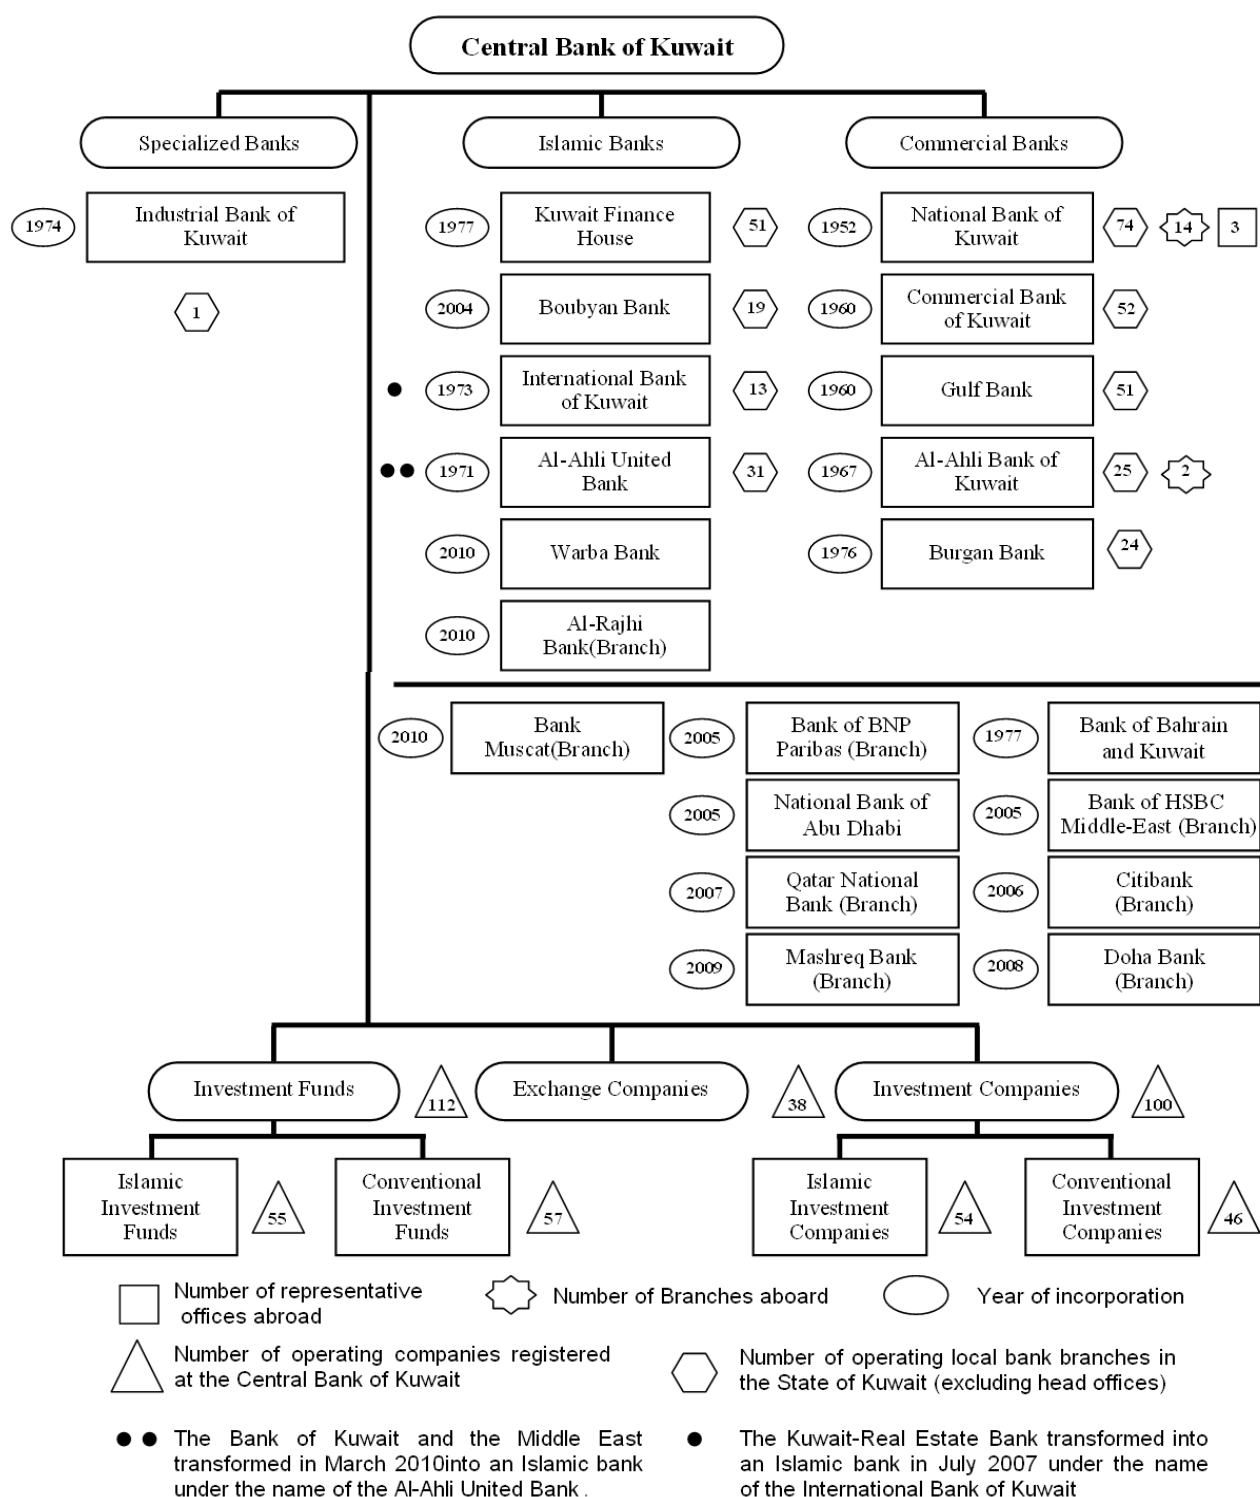 Central Bank of Kuwait
Specialized Banks
Islamic Banks
Commercial Banks
1974
Industrial Bank of
Kuwait
1
1977
Kuwait Finance
House
51
2004
Boubyan Bank
19
1973
International Bank
of Kuwait
13
1971
Al-Ahli United
Bank
31
2010
Warba Bank
2010
Al-Rajhi
Bank(Branch)
1952
National Bank of
Kuwait
74
14
3
1960
Commercial Bank
of Kuwait
52
1960
Gulf Bank
51
1967
Al-Ahli Bank of
Kuwait
25
2
1976
Burgan Bank
24
2010
Bank
Muscat(Branch)
2005
Bank of BNP
Paribas (Branch)
1977
Bank of Bahrain
and Kuwait
2005
National Bank of
Abu Dhabi
2005
Bank of HSBC
Middle-East (Branch)
2007
Qatar National
Bank (Branch)
2006
Citibank
(Branch)
2009
Mashreq Bank
(Branch)
2008
Doha Bank
(Branch)
Investment Funds
112
Exchange Companies
38
Investment Companies
100
Islamic
Investment
Funds
55
Conventional
Investment
Funds
57
Islamic
Investment
Companies
54
Conventional
Investment
Companies
46
Number of representative
offices abroad
Number of Branches aboard
Year of incorporation
Number of operating companies registered
at the Central Bank of Kuwait
Number of operating local bank branches in
the State of Kuwait (excluding head offices)
●● The Bank of Kuwait and the Middle East
transformed in March 2010into an Islamic bank
under the name of the Al-Ahli United Bank .
● The Kuwait-Real Estate Bank transformed into
an Islamic bank in July 2007 under the name
of the International Bank of Kuwait